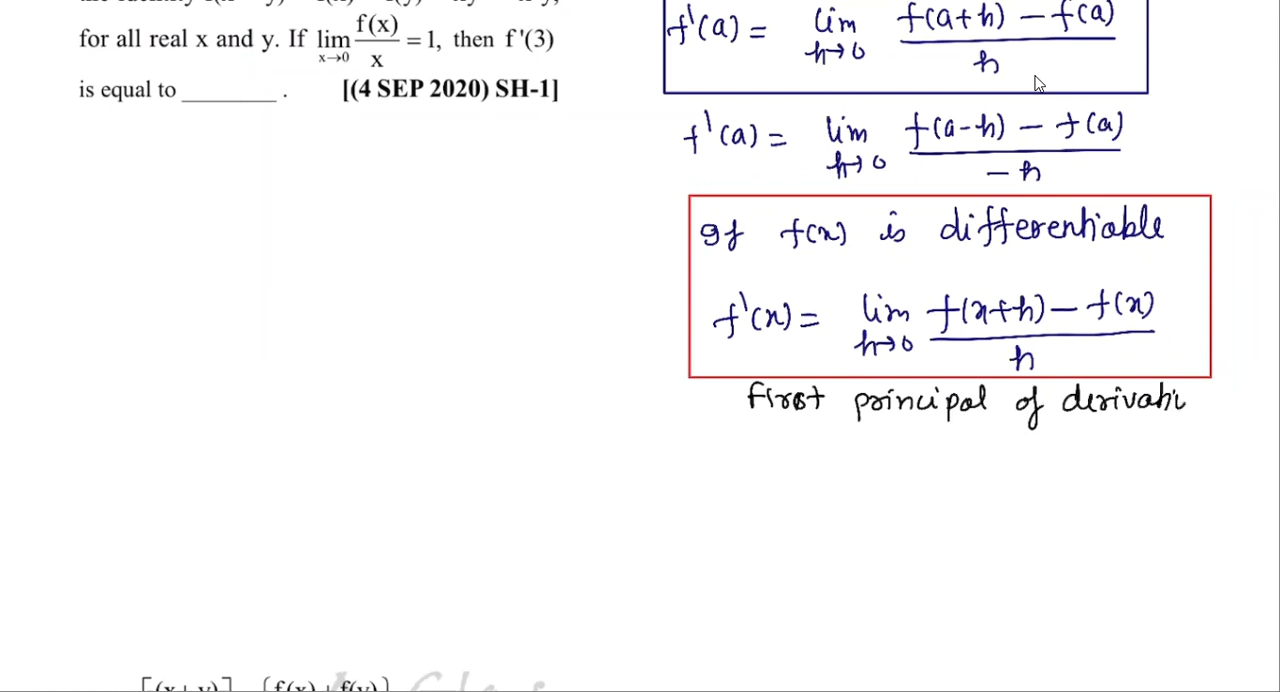 for all real x and y. If lim x→0 f(x)/x = 1, then f'(3)
is equal to ________ . [(4 SEP 2020) SH-1]
f'(a) = lim h→0 f(a+h) - f(a) / h
f'(a) = lim h→0 f(a-h) - f(a) / -h
If f(x) is differentiable
f'(x) = lim h→0 f(x+h) - f(x) / h
First principal of derivati